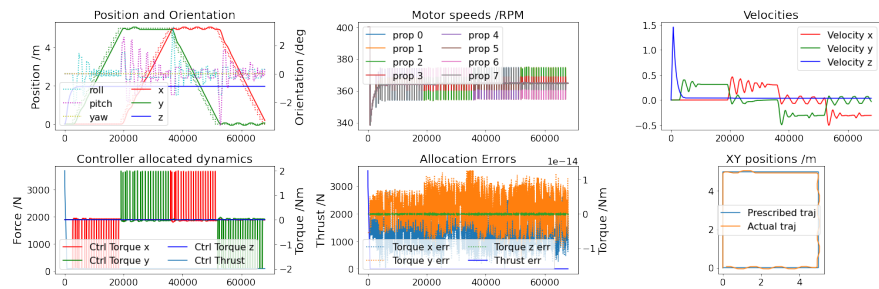 Position and Orientation
Position /m
4
2
0
2
0
−2
Orientation /deg
roll
pitch
yaw
x
y
z
0
20000
40000
60000
Motor speeds /RPM
400
380
360
340
prop 0
prop 1
prop 2
prop 3
prop 4
prop 5
prop 6
prop 7
0
20000
40000
60000
Velocities
1.5
1.0
0.5
0.0
−0.5
Velocity x
Velocity y
Velocity z
0
20000
40000
60000
Controller allocated dynamics
Force /N
3000
2000
1000
0
2
1
0
−1
−2
Torque /Nm
Ctrl Torque x
Ctrl Torque y
Ctrl Torque z
Ctrl Thrust
0
20000
40000
60000
Allocation Errors
1e−14
Thrust /N
3000
2000
1000
0
1
0
−1
Torque /Nm
Torque x err
Torque y err
Torque z err
Thrust err
0
20000
40000
60000
XY positions /m
4
2
0
Prescribed traj
Actual traj
0
2
4